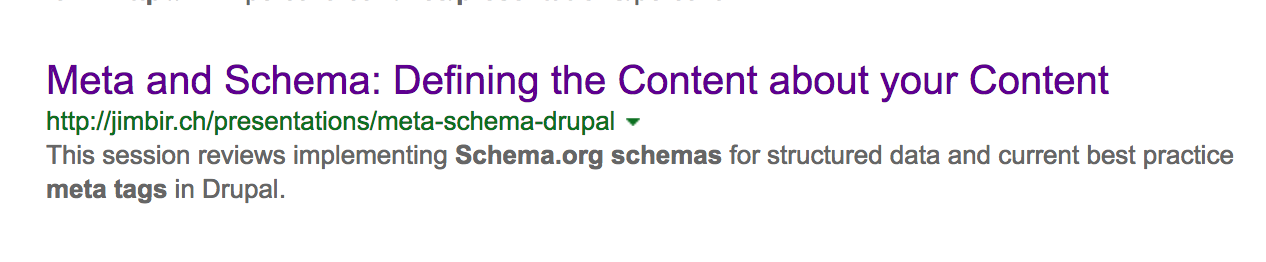 Meta and Schema: Defining the Content about your Content
http://jimbir.ch/presentations/meta-schema-drupal
This session reviews implementing Schema.org schemas for structured data and current best practice
meta tags in Drupal.